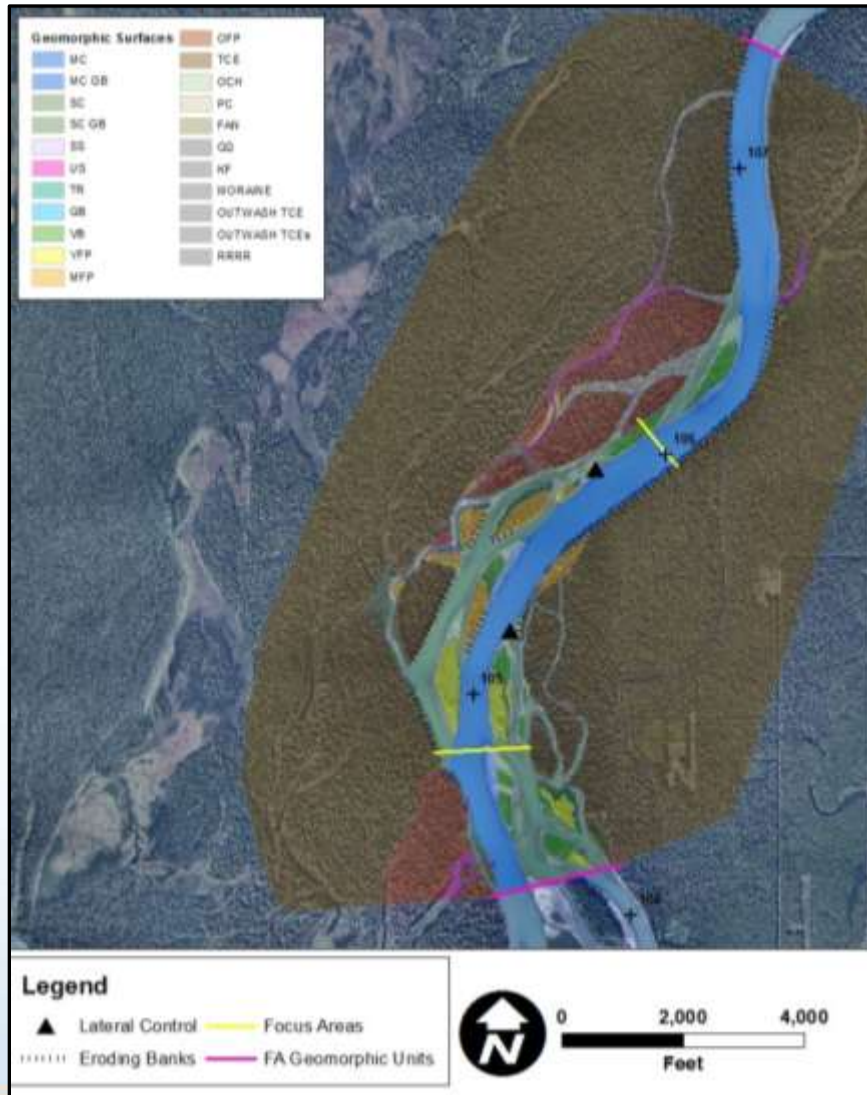 Geomorphic Surfaces
MC
MC GB
SC
SC GB
SS
US
TR
GB
VB
VFP
MFP
OFP
TCE
OCH
PC
FAN
GD
KF
MORAINE
OUTWASH TCE
OUTWASH TCEs
RRRR
107
106
105
104
Legend
Lateral Control
Focus Areas
Eroding Banks
FA Geomorphic Units
N
0 2,000 4,000
Feet